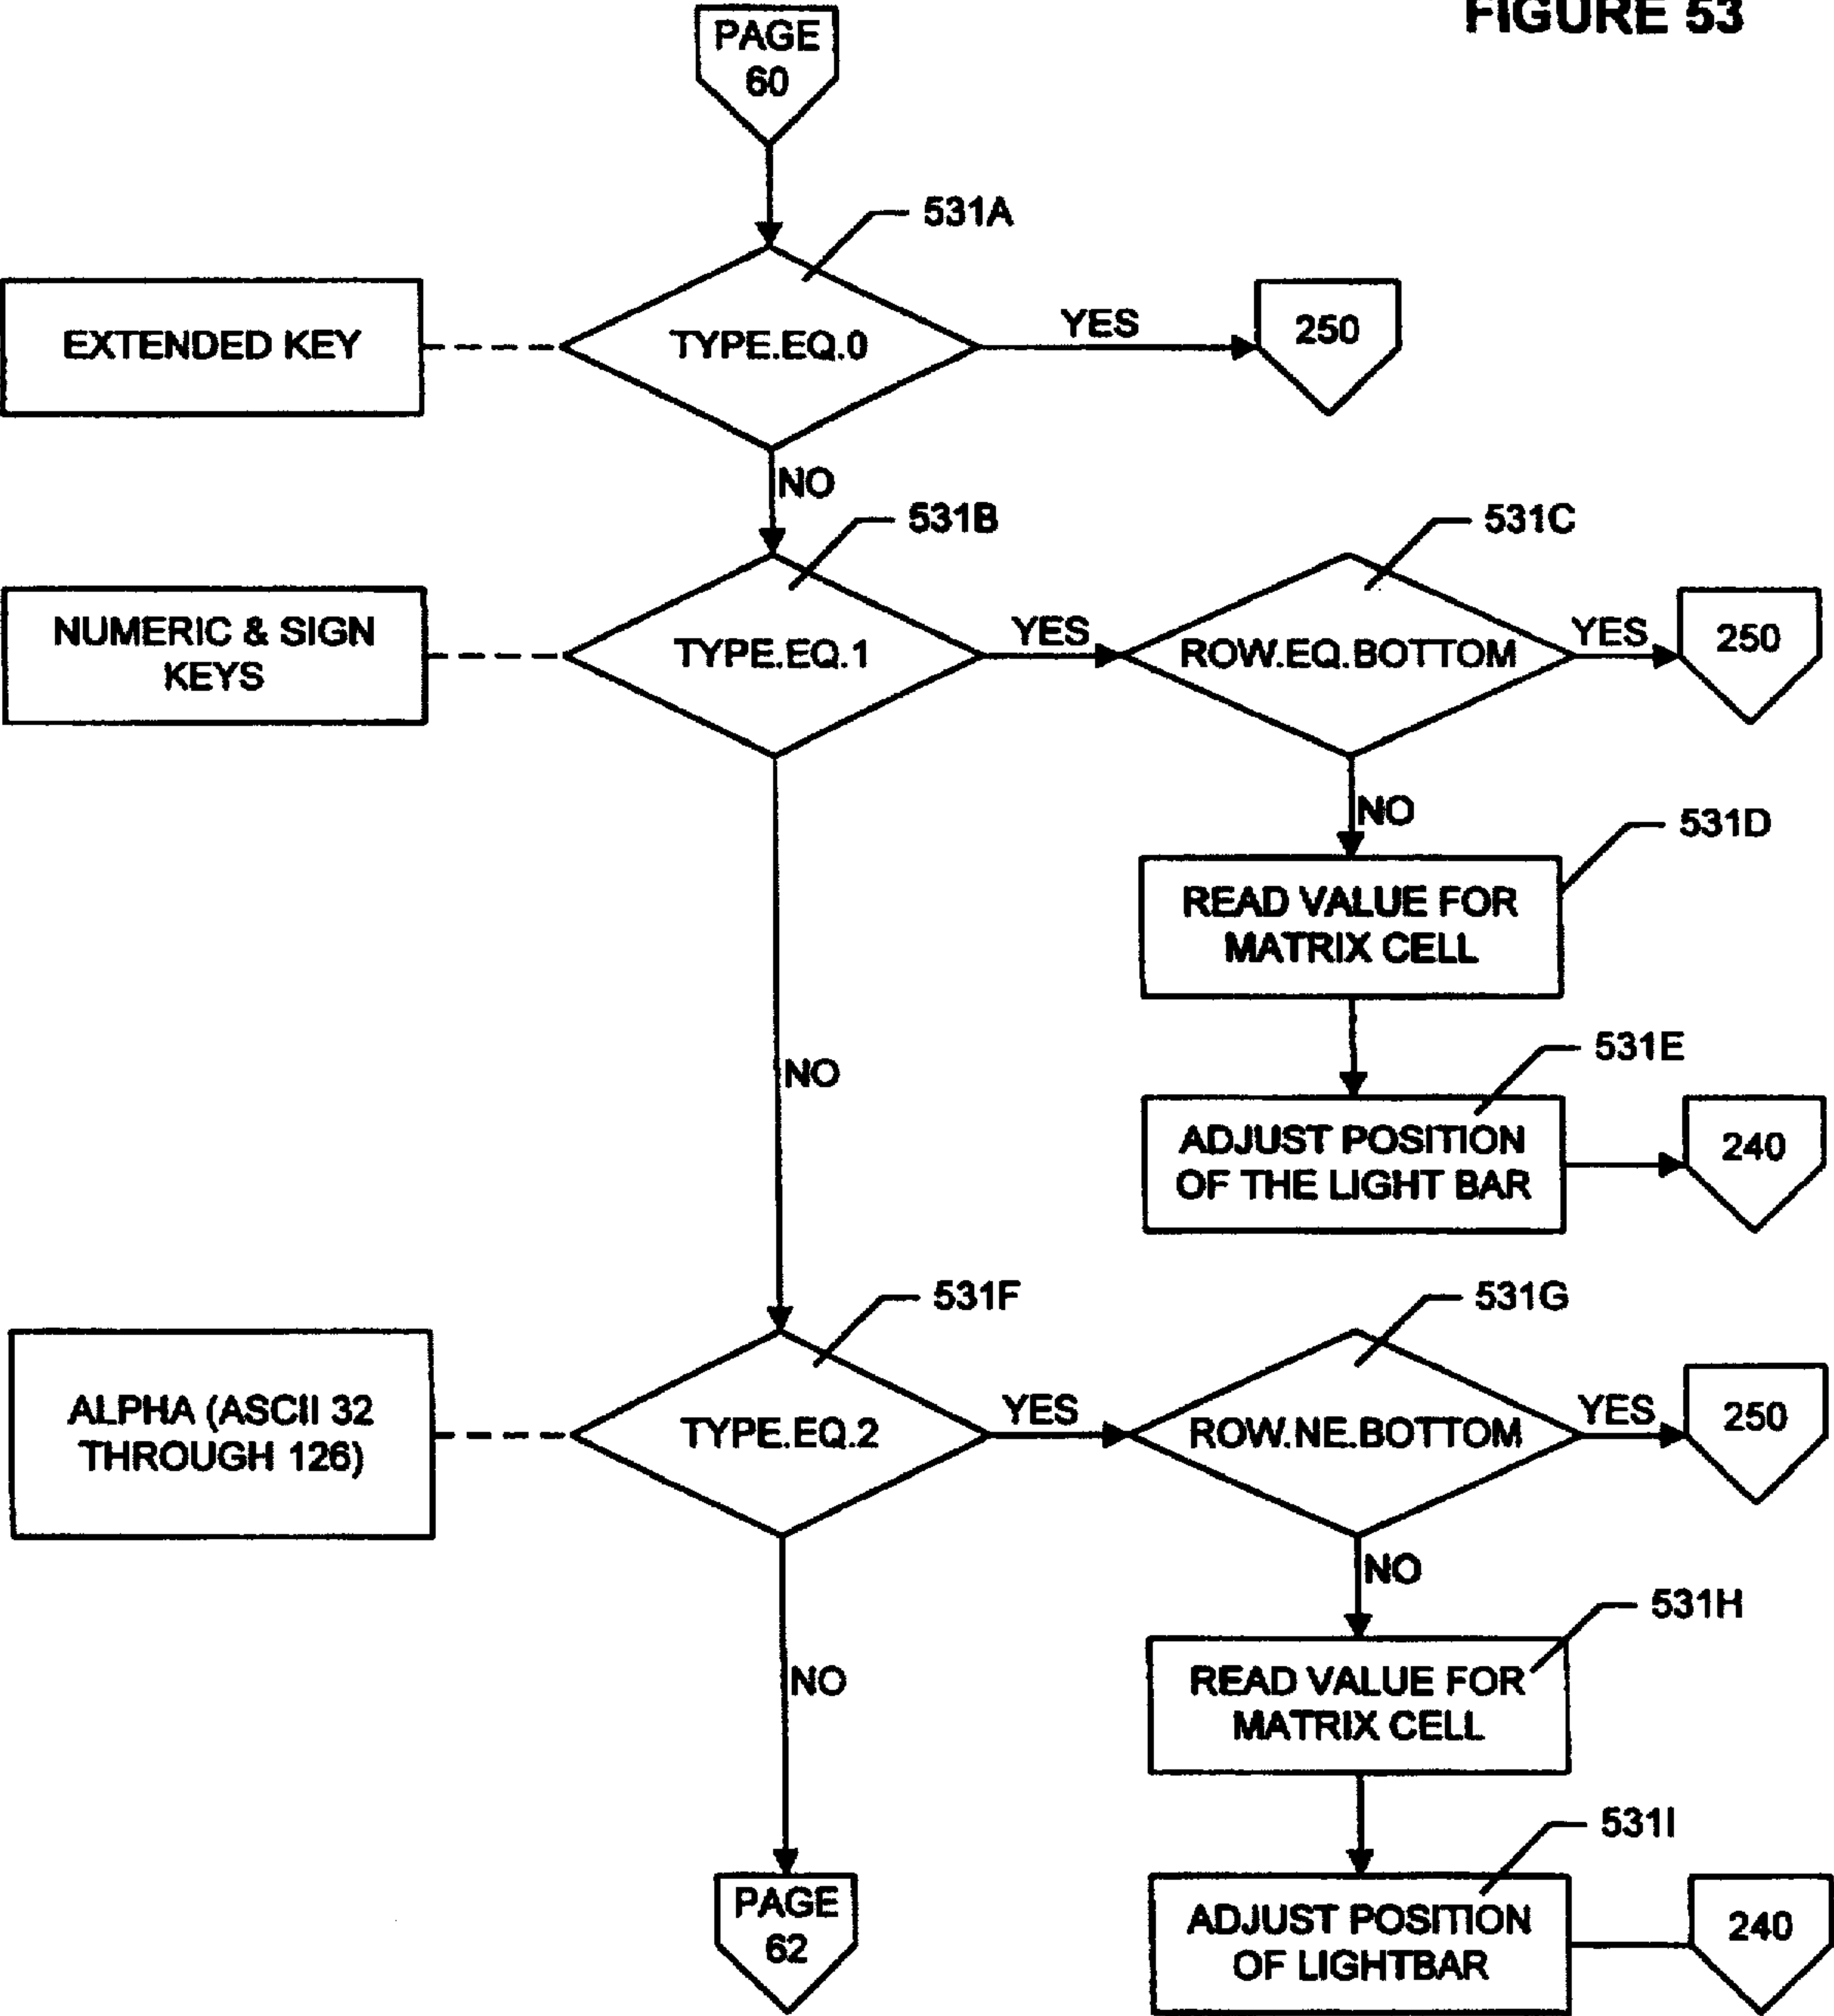 FIGURE 53
PAGE
60
531A
EXTENDED KEY
TYPE.EQ.0
YES
250
NO
531B
531C
NUMERIC & SIGN
KEYS
TYPE.EQ.1
YES
ROW.EQ.BOTTOM
YES
250
NO
531D
READ VALUE FOR
MATRIX CELL
NO
531E
ADJUST POSITION
OF THE LIGHT BAR
240
531F
531G
ALPHA (ASCII 32
THROUGH 126)
TYPE.EQ.2
YES
ROW.NE.BOTTOM
YES
250
NO
531H
READ VALUE FOR
MATRIX CELL
NO
531I
PAGE
62
ADJUST POSITION
OF LIGHTBAR
240